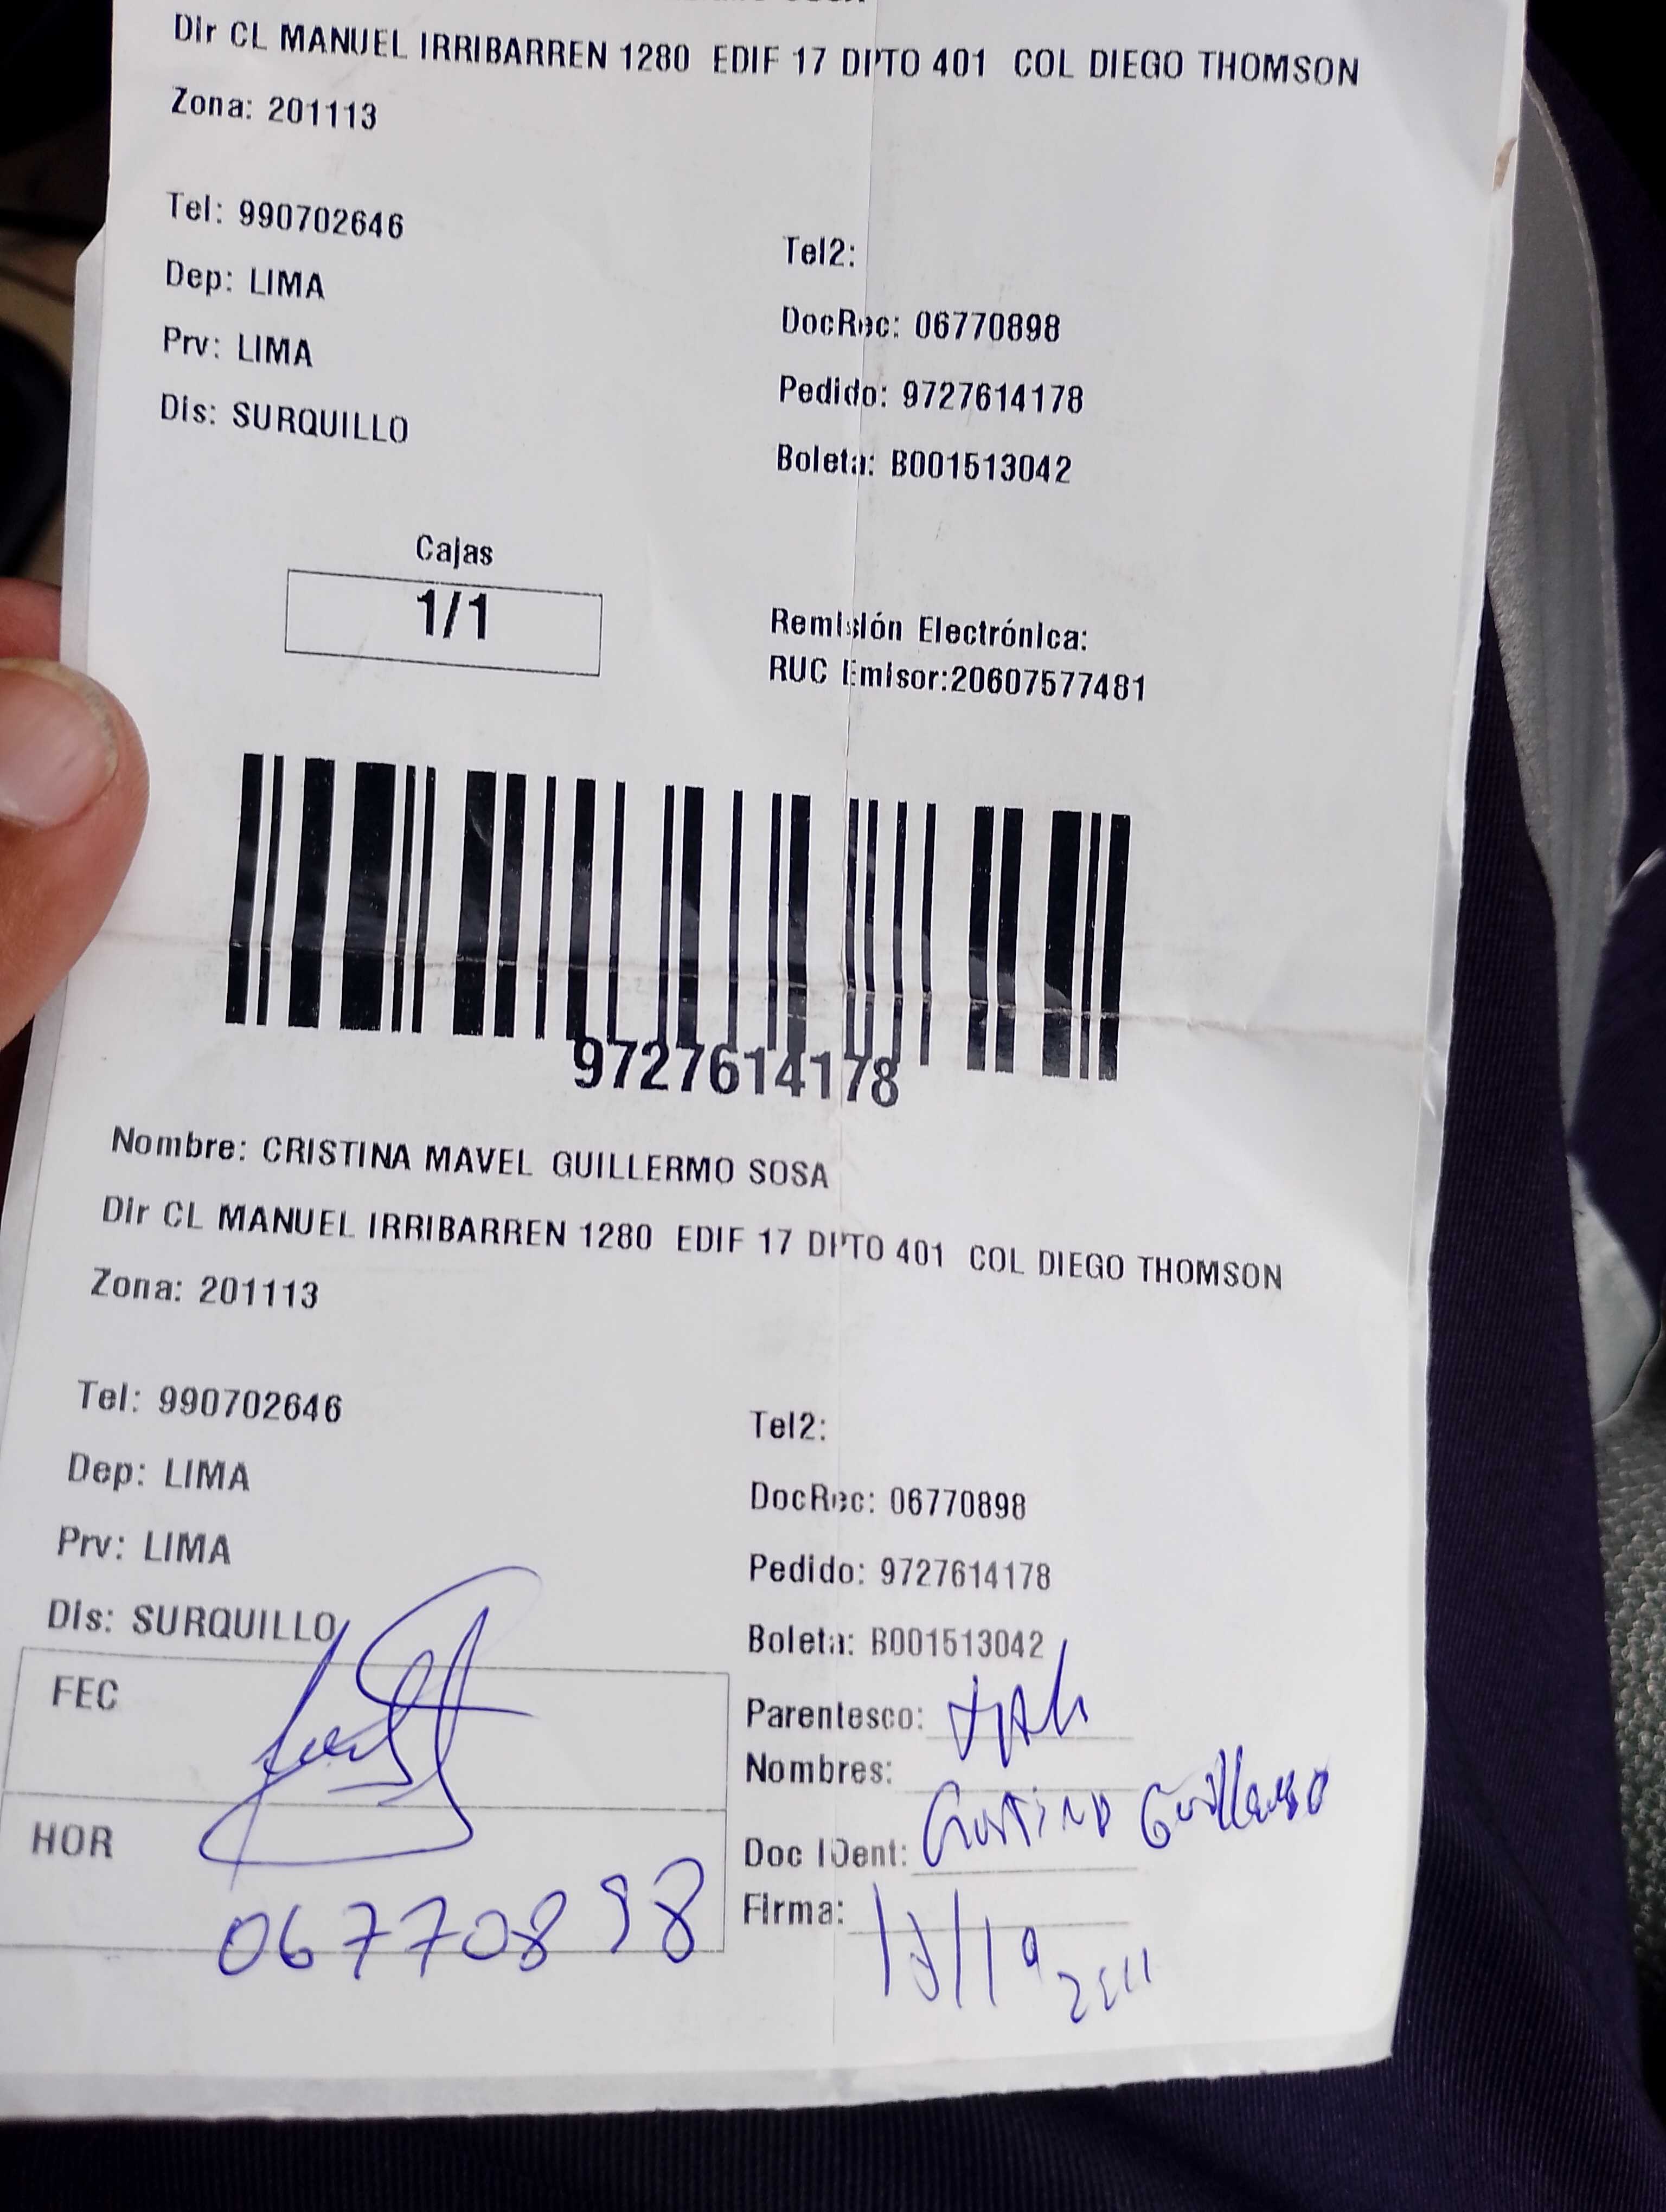 Dir CL MANUEL IRRIBARREN 1280 EDIF 17 DPTO 401 COL DIEGO THOMSON
Zona: 201113
Tel: 990702646
Tel2:
Dep: LIMA
DocRec: 06770898
Prv: LIMA
Pedido: 9727614178
Dis: SURQUILLO
Boleta: B001513042
Cajas
1/1
Remisión Electrónica:
RUC Emisor:20607577481
9727614178
Nombre: CRISTINA MAVEL GUILLERMO SOSA
Dir CL MANUEL IRRIBARREN 1280 EDIF 17 DPTO 401 COL DIEGO THOMSON
Zona: 201113
Tel: 990702646
Tel2:
Dep: LIMA
DocRec: 06770898
Prv: LIMA
Pedido: 9727614178
Dis: SURQUILLO
Boleta: B001513042
FEC
Parentesco:
Nombres:
Cristina Guillermo
HOR
Doc IDent:
Firma:
06770898